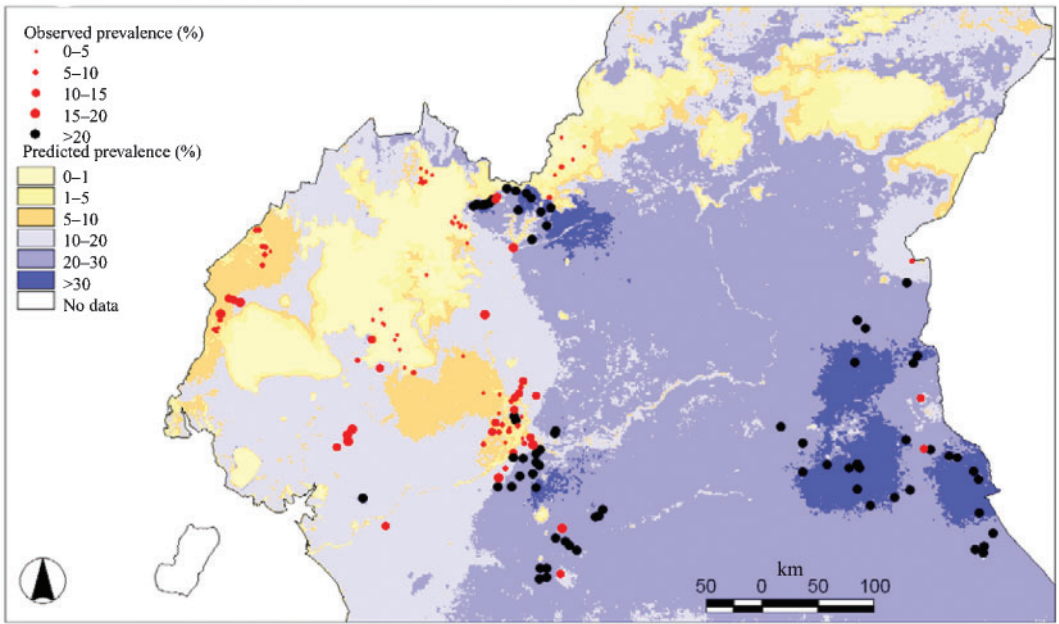 Observed prevalence (%)
0–5
5–10
10–15
15–20
>20
Predicted prevalence (%)
0–1
1–5
5–10
10–20
20–30
>30
No data
km
50 0 50 100